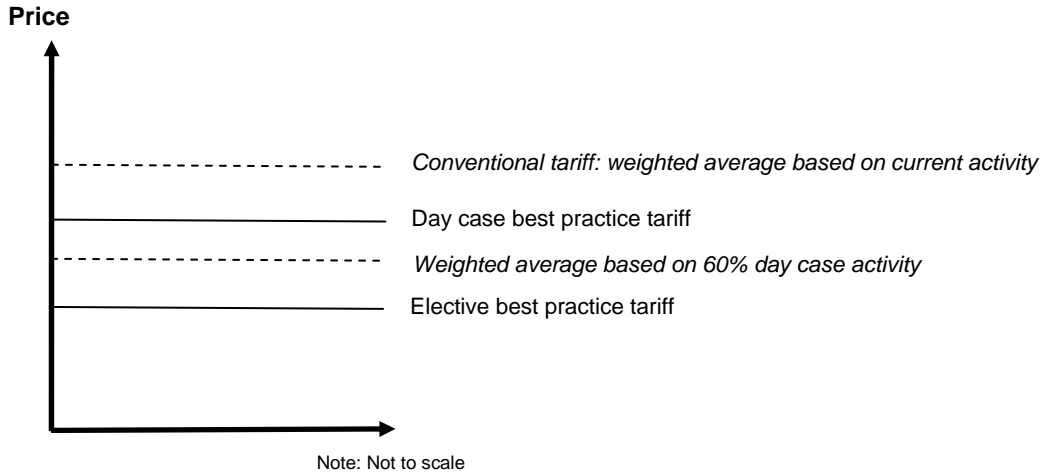 Price
Conventional tariff: weighted average based on current activity
Day case best practice tariff
Weighted average based on 60% day case activity
Elective best practice tariff
Note: Not to scale